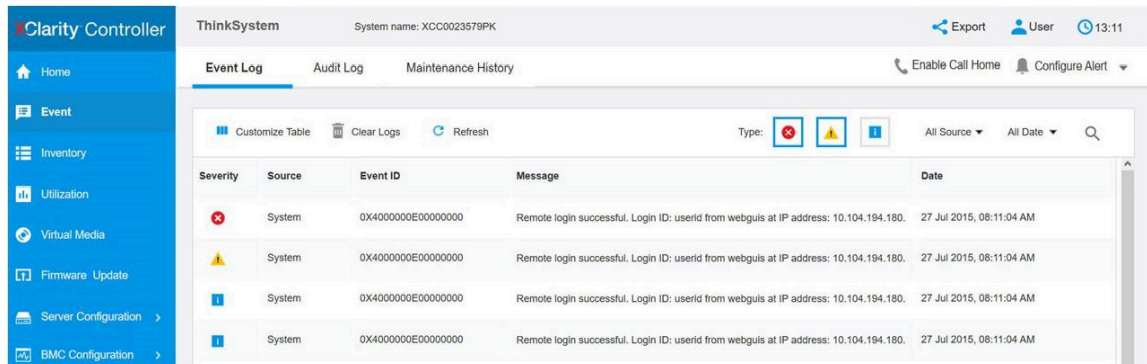 XClarity Controller
ThinkSystem System name: XCC0023579PK Export User 13:11
Home
Event Log Audit Log Maintenance History Enable Call Home Configure Alert
Event
Customize Table Clear Logs Refresh Type: All Source All Date
Inventory
Severity Source Event ID Message Date
Utilization
System 0X4000000E00000000 Remote login successful. Login ID: userid from webguis at IP address: 10.104.194.180. 27 Jul 2015, 08:11:04 AM
Virtual Media
System 0X4000000E00000000 Remote login successful. Login ID: userid from webguis at IP address: 10.104.194.180. 27 Jul 2015, 08:11:04 AM
Firmware Update
System 0X4000000E00000000 Remote login successful. Login ID: userid from webguis at IP address: 10.104.194.180. 27 Jul 2015, 08:11:04 AM
Server Configuration >
System 0X4000000E00000000 Remote login successful. Login ID: userid from webguis at IP address: 10.104.194.180. 27 Jul 2015, 08:11:04 AM
BMC Configuration >